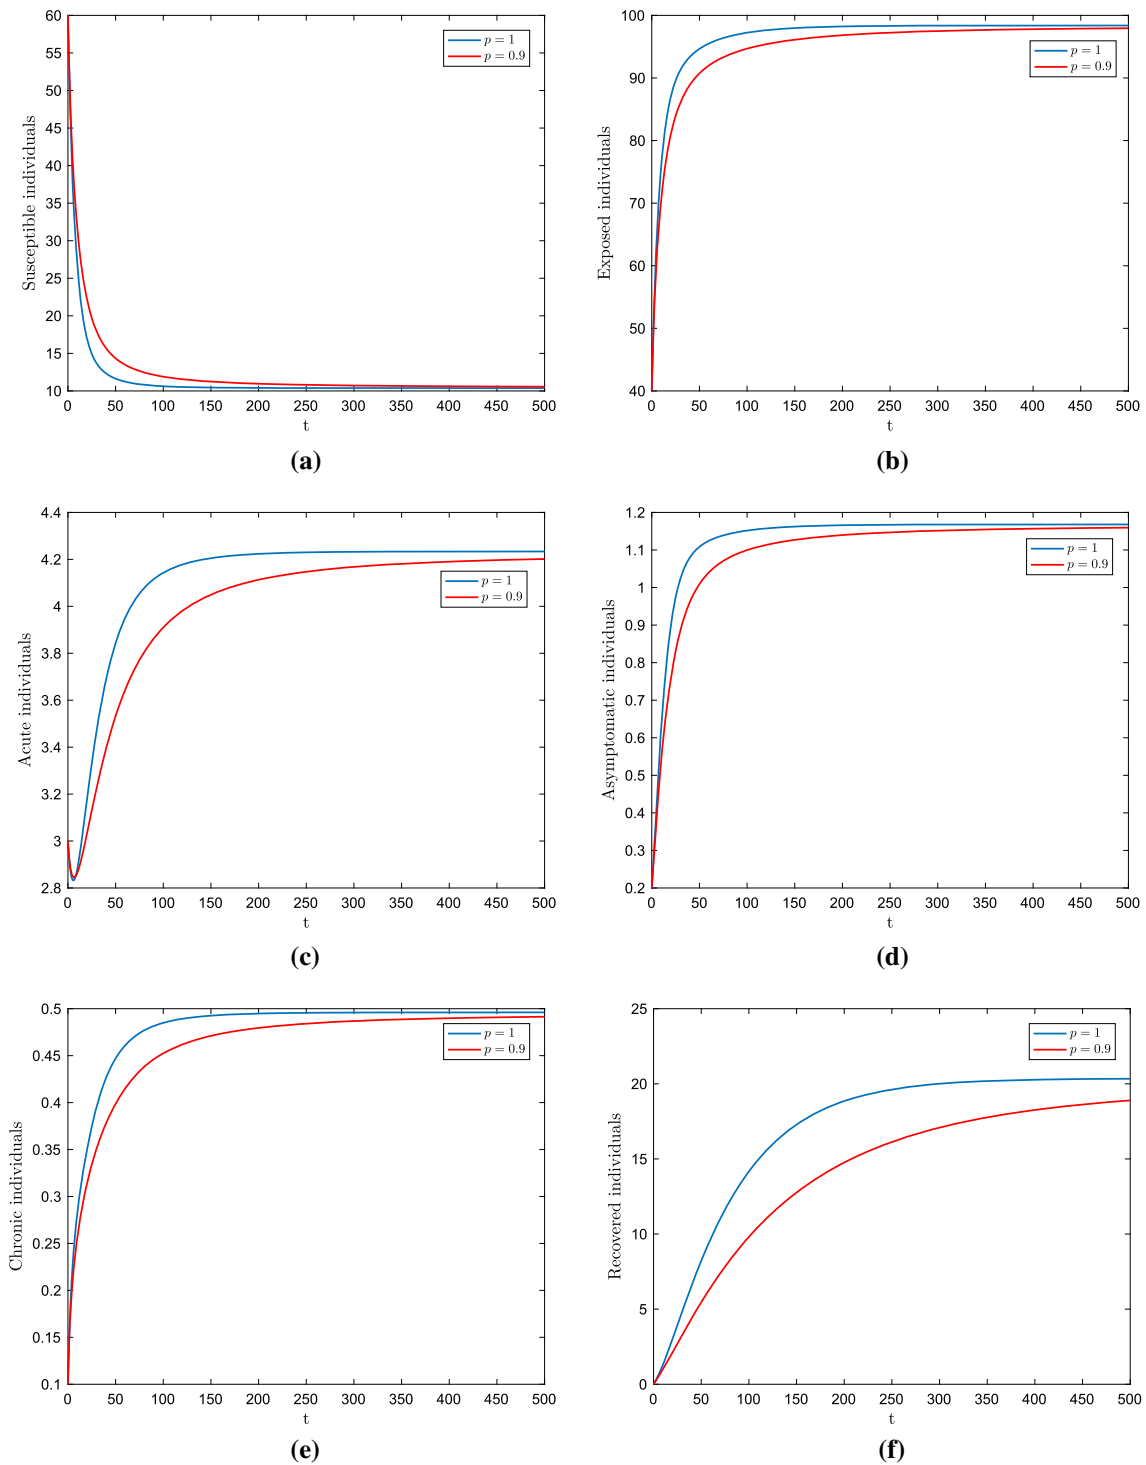 60
55
50
45
40
35
30
25
20
15
10
Susceptible individuals
p = 1
p = 0.9
0 50 100 150 200 250 300 350 400 450 500
t
(a)
100
90
80
70
60
50
40
Exposed individuals
p = 1
p = 0.9
0 50 100 150 200 250 300 350 400 450 500
t
(b)
4.4
4.2
4
3.8
3.6
3.4
3.2
3
2.8
Acute individuals
p = 1
p = 0.9
0 50 100 150 200 250 300 350 400 450 500
t
(c)
1.2
1.1
1
0.9
0.8
0.7
0.6
0.5
0.4
0.3
0.2
Asymptomatic individuals
p = 1
p = 0.9
0 50 100 150 200 250 300 350 400 450 500
t
(d)
0.5
0.45
0.4
0.35
0.3
0.25
0.2
0.15
0.1
Chronic individuals
p = 1
p = 0.9
0 50 100 150 200 250 300 350 400 450 500
t
(e)
25
20
15
10
5
0
Recovered individuals
p = 1
p = 0.9
0 50 100 150 200 250 300 350 400 450 500
t
(f)